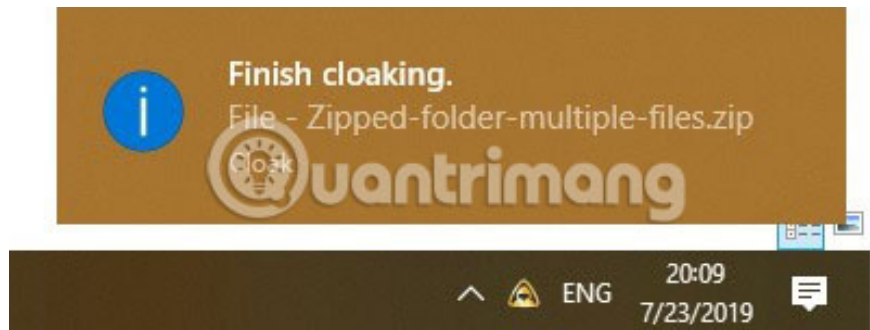 Finish cloaking.
File - Zipped-folder-multiple-files.zip
Cloak
Quantrimang
ENG
20:09
7/23/2019